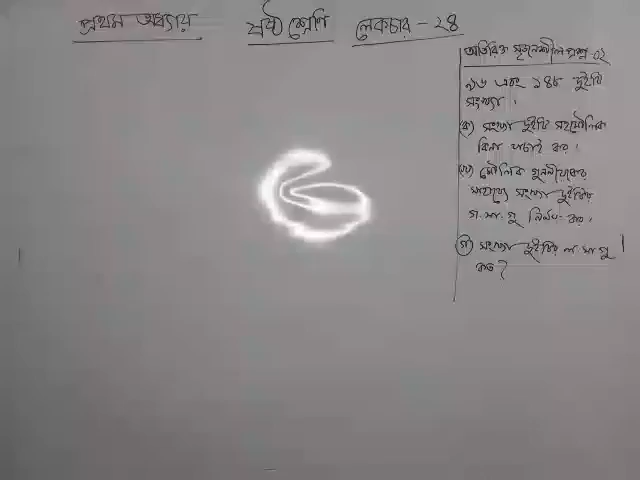 প্রথম অধ্যায় ষষ্ঠ শ্রেণি লেকচার - ২৪
অতিরিক্ত সৃজনশীল প্রশ্ন ০২
এবং ১৪৪ দুইটি
সংখ্যা।
(ক) সংখ্যা দুইটি সহমৌলিক
কিনা যাচাই কর।
(খ) মৌলিক গুণনীয়কের
সাহায্যে সংখ্যা দুইটির
গ.সা.গু নির্ণয় কর।
(গ) সংখ্যা দুইটির ল.সা.গু
কত?